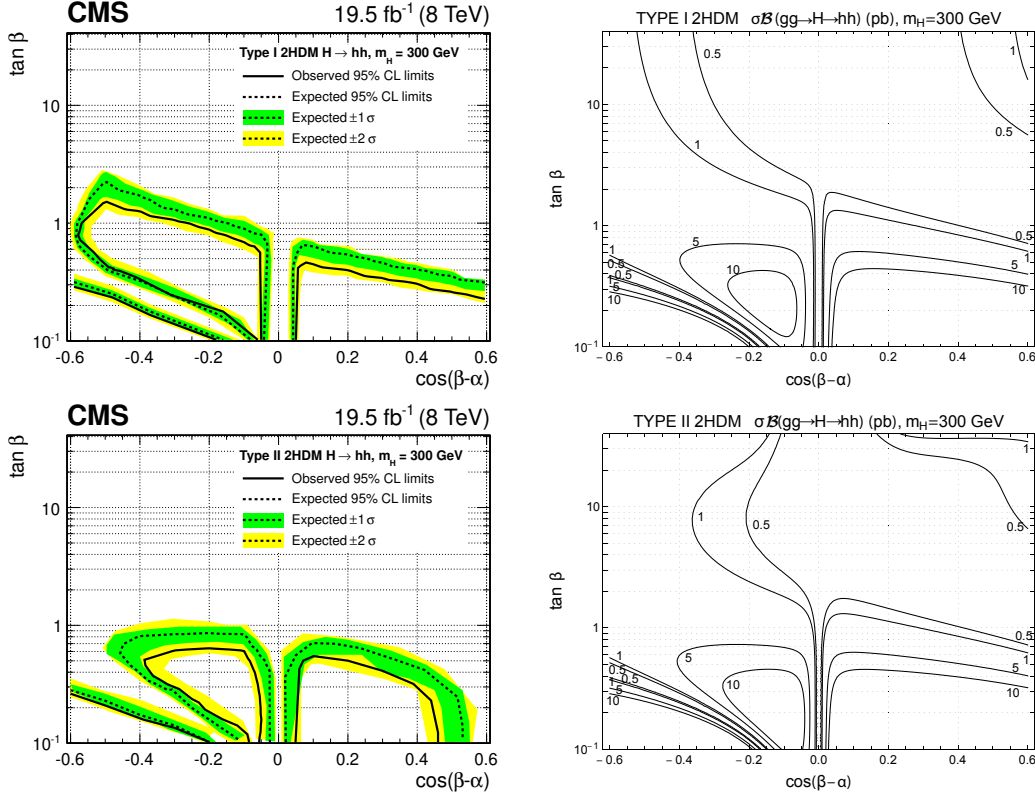 CMS 19.5 fb⁻¹ (8 TeV)
tan β
Type I 2HDM H → hh, m_H = 300 GeV
Observed 95% CL limits
Expected 95% CL limits
Expected ±1 σ
Expected ±2 σ
10
1
10⁻¹
-0.6 -0.4 -0.2 0 0.2 0.4 0.6
cos(β-α)
TYPE I 2HDM σℬ(gg→H→hh) (pb), m_H=300 GeV
tan β
10
1
10⁻¹
0.5
1
1
0.5
5
10
1
0.5
0.5
1
5
10
0.5
1
5
10
−0.6 −0.4 −0.2 0.0 0.2 0.4 0.6
cos(β−α)
CMS 19.5 fb⁻¹ (8 TeV)
tan β
Type II 2HDM H → hh, m_H = 300 GeV
Observed 95% CL limits
Expected 95% CL limits
Expected ±1 σ
Expected ±2 σ
10
1
10⁻¹
-0.6 -0.4 -0.2 0 0.2 0.4 0.6
cos(β-α)
TYPE II 2HDM σℬ(gg→H→hh) (pb), m_H=300 GeV
tan β
10
1
10⁻¹
1
0.5
0.5
5
10
1
0.5
0.5
1
5
10
0.5
1
5
10
−0.6 −0.4 −0.2 0.0 0.2 0.4 0.6
cos(β−α)